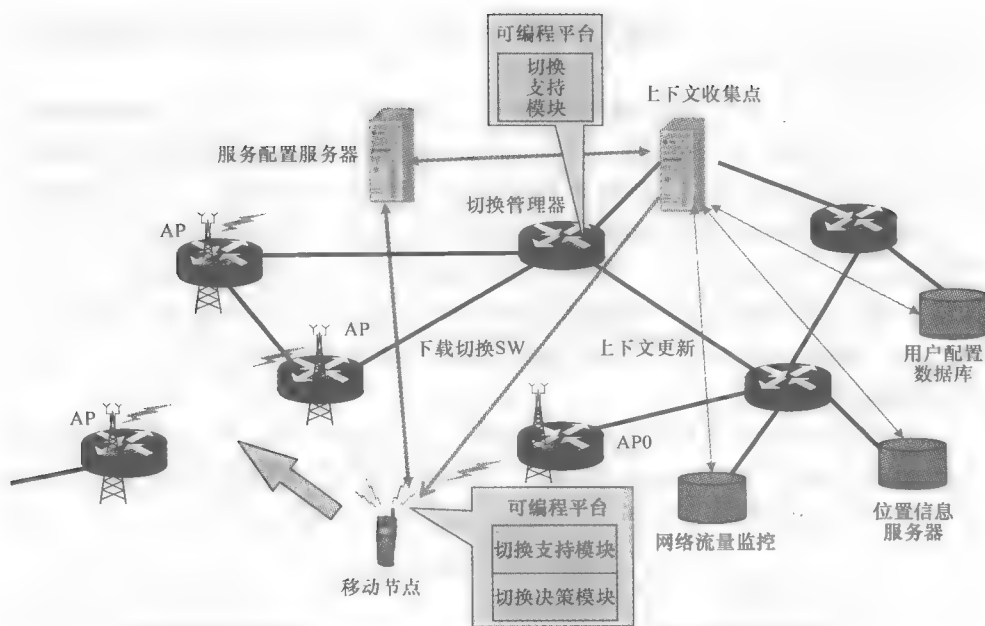 可编程平台
切换
支持
模块
上下文收集点
服务配置服务器
切换管理器
AP
AP
下载切换SW
上下文更新
用户配置
数据库
AP
AP0
可编程平台
切换支持模块
切换决策模块
网络流量监控
位置信息
服务器
移动节点